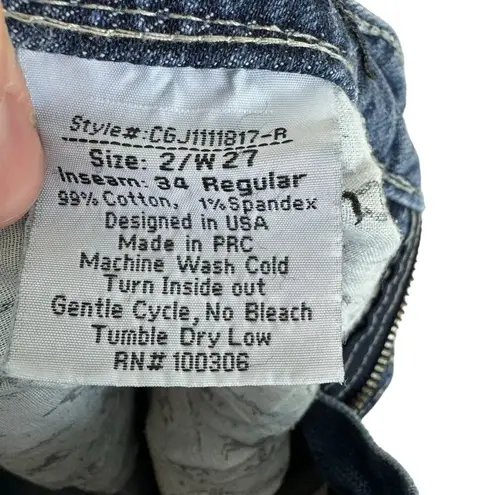 Style#:CGJ1111817-R
Size: 2/W27
Inseam: 34 Regular
99% Cotton, 1%Spandex
Designed in USA
Made in PRC
Machine Wash Cold
Turn Inside out
Gentle Cycle, No Bleach
Tumble Dry Low
RN# 100306